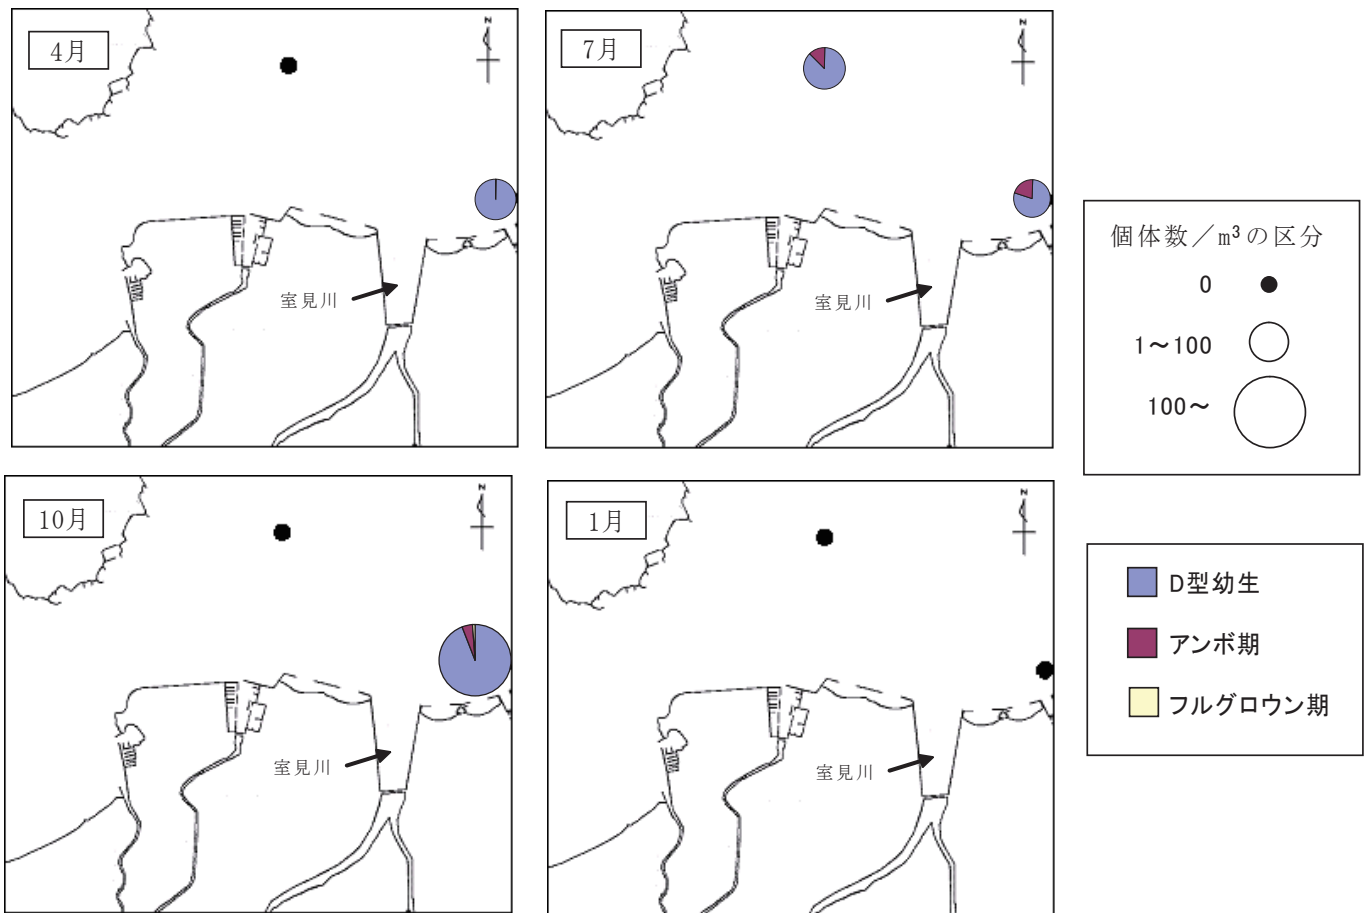 4月
N
室見川
7月
N
室見川
個体数／m³の区分
0
1～100
100～
10月
N
室見川
1月
N
室見川
D型幼生
アンボ期
フルグロウン期